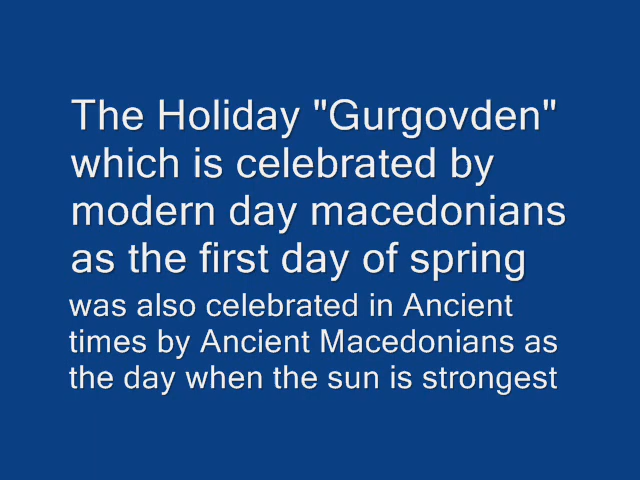 The Holiday "Gurgovden"
which is celebrated by
modern day macedonians
as the first day of spring
was also celebrated in Ancient
times by Ancient Macedonians as
the day when the sun is strongest